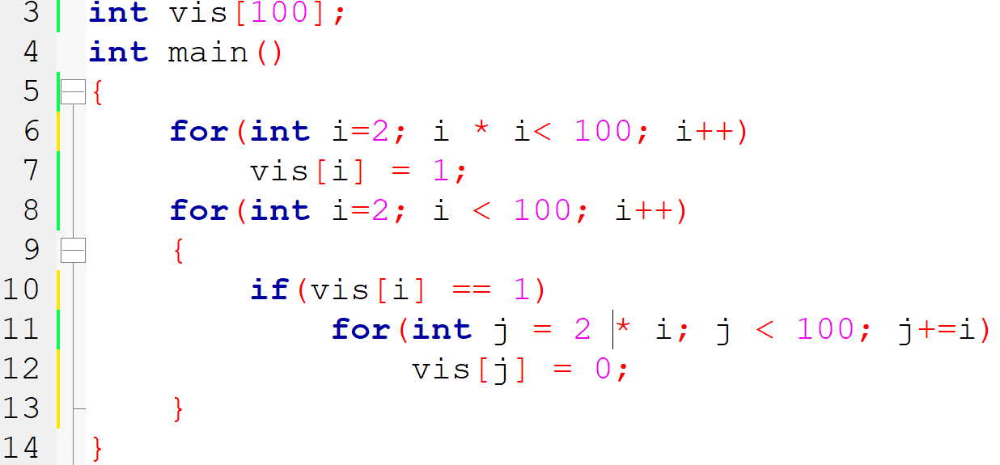 3 int vis[100];
4 int main()
5 {
6 for(int i=2; i * i< 100; i++)
7 vis[i] = 1;
8 for(int i=2; i < 100; i++)
9 {
10 if(vis[i] == 1)
11 for(int j = 2 * i; j < 100; j+=i)
12 vis[j] = 0;
13 }
14 }